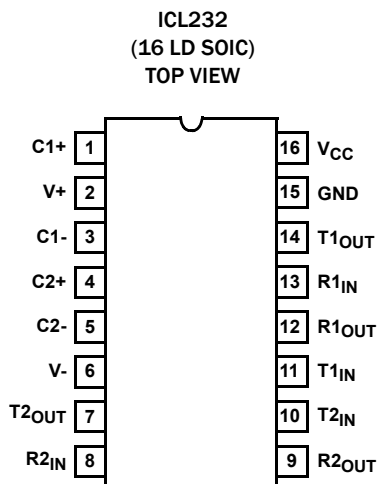 ICL232
(16 LD SOIC)
TOP VIEW
C1+ 1 16 VCC
V+ 2 15 GND
C1- 3 14 T1OUT
C2+ 4 13 R1IN
C2- 5 12 R1OUT
V- 6 11 T1IN
T2OUT 7 10 T2IN
R2IN 8 9 R2OUT